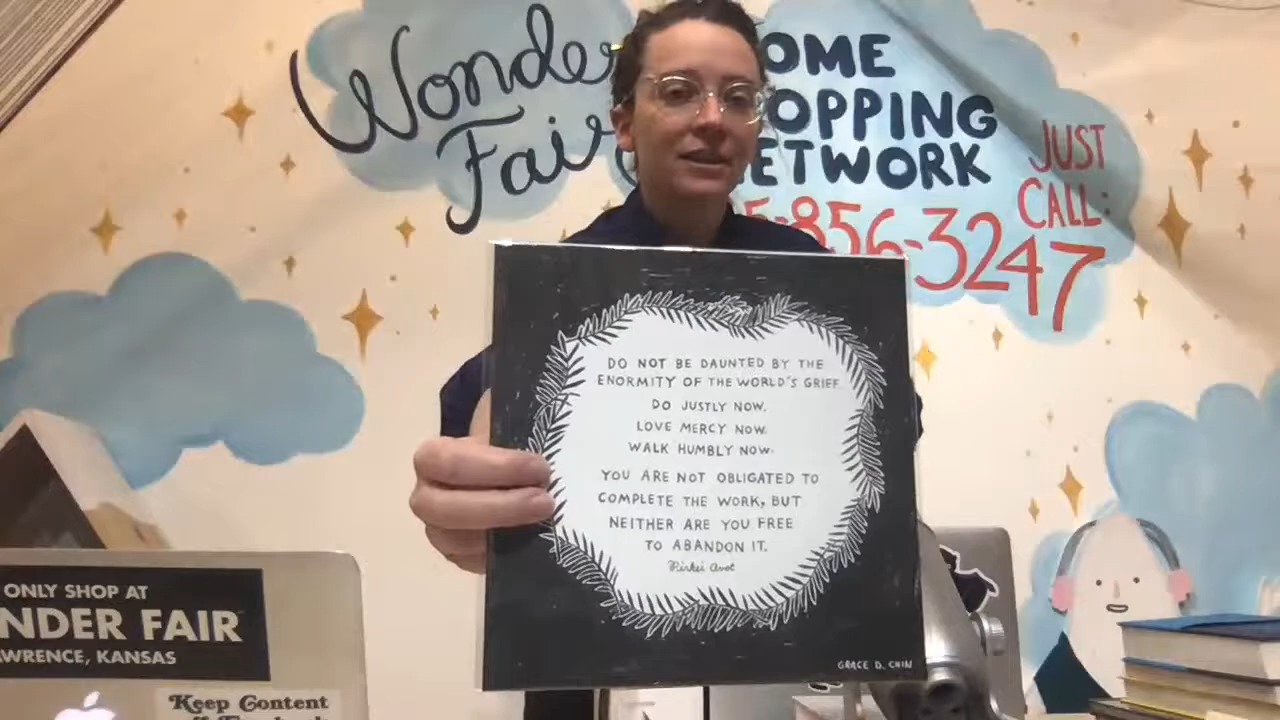 Wonder
Fair
OME
OPPING
ETWORK
JUST
CALL:
5-856-3247
DO NOT BE DAUNTED BY THE
ENORMITY OF THE WORLD'S GRIEF
DO JUSTLY NOW.
LOVE MERCY NOW.
WALK HUMBLY NOW.
YOU ARE NOT OBLIGATED TO
COMPLETE THE WORK, BUT
NEITHER ARE YOU FREE
TO ABANDON IT.
Pirkei Avot
GRACE D. CHIN
ONLY SHOP AT
NDER FAIR
AWRENCE, KANSAS
Keep Content